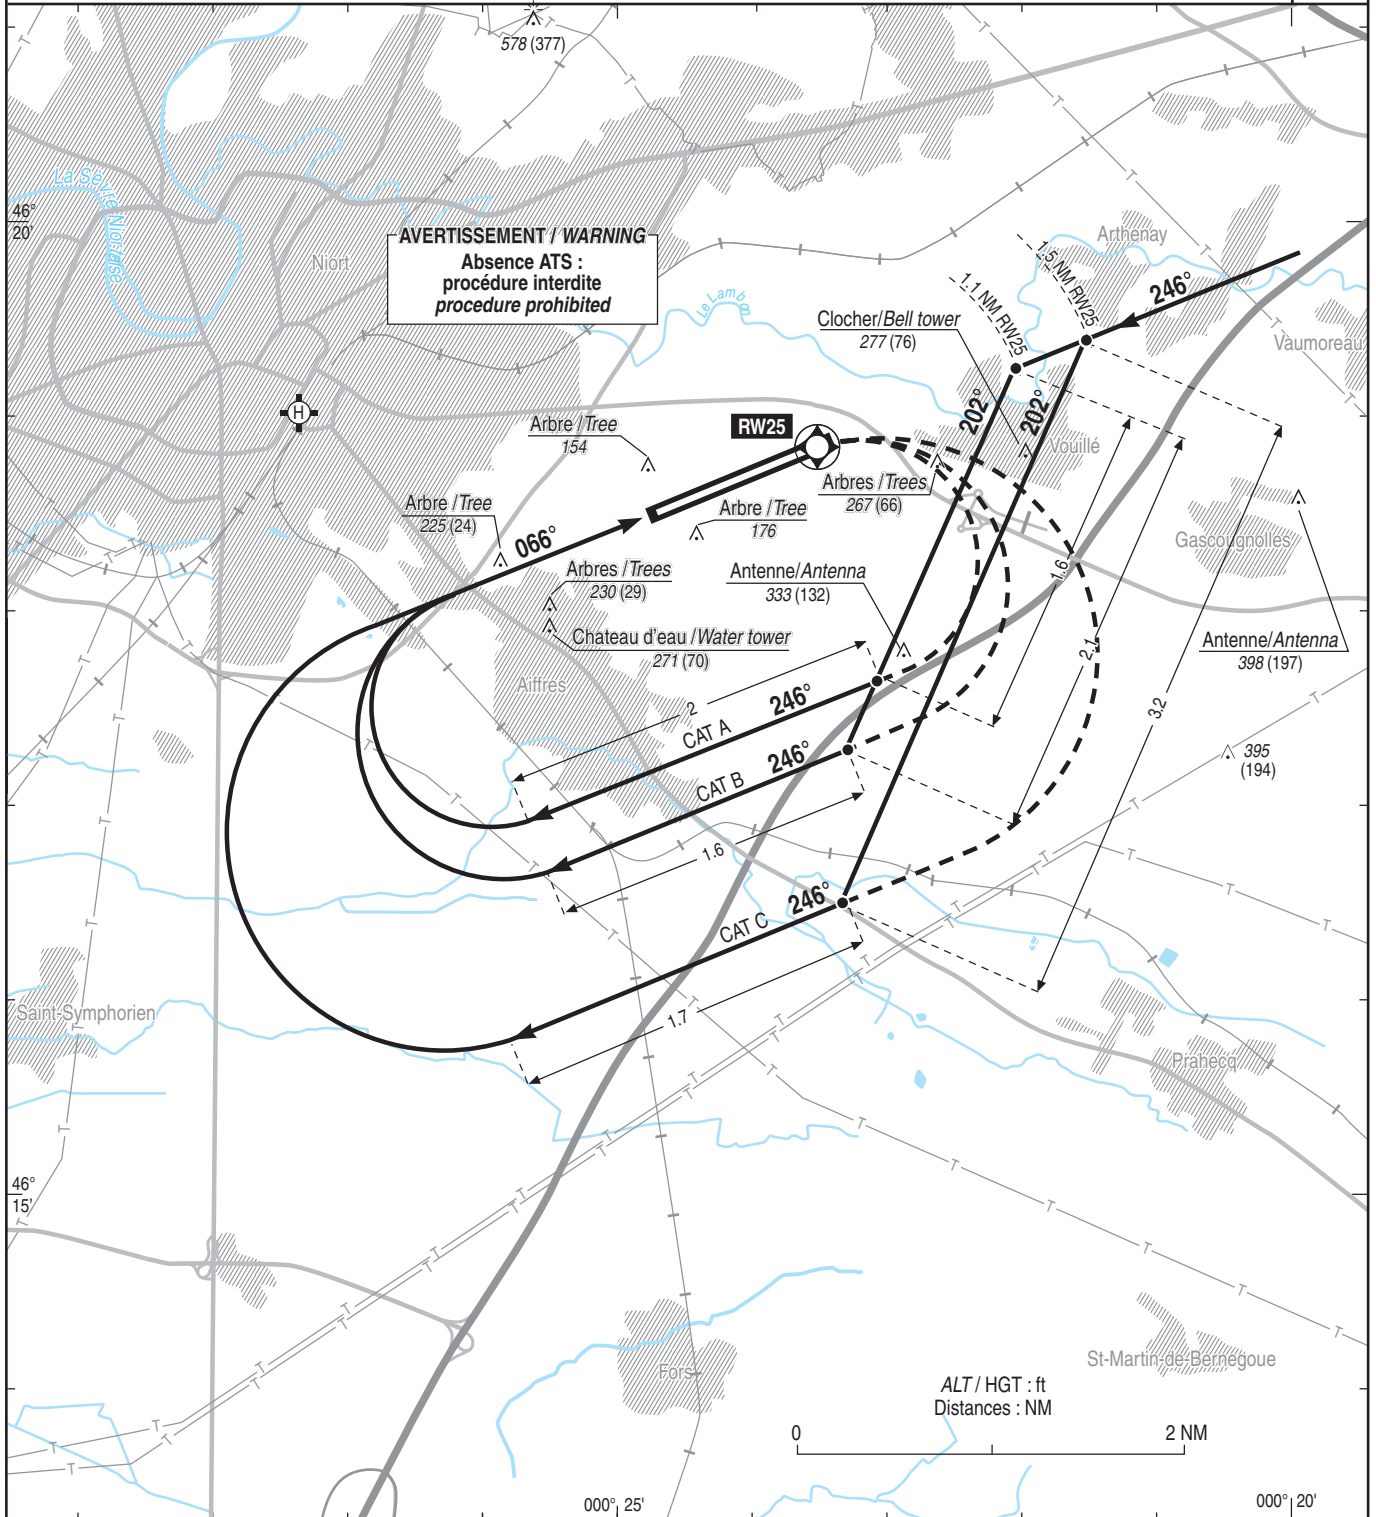 578 (377)
La Sèvre Niortaise
46°
20'
Niort
AVERTISSEMENT / WARNING
Absence ATS :
procédure interdite
procedure prohibited
Le Lambon
Arthenay
1.5 NM RW25
1.1 NM RW25
246°
Clocher/Bell tower
277 (76)
Vaumoreau
H
202°
202°
Arbre / Tree
154
RW25
Vouillé
Arbres / Trees
267 (66)
Arbre / Tree
225 (24)
Arbre / Tree
176
066°
Gascougnolles
Arbres / Trees
230 (29)
Antenne/Antenna
333 (132)
1.6
Chateau d'eau / Water tower
271 (70)
2.1
Antenne/Antenna
398 (197)
Aiffres
2
246°
CAT A
3.2
246°
CAT B
395
(194)
1.6
246°
CAT C
Saint-Symphorien
1.7
Prahecq
46°
15'
Fors
St-Martin-de-Bernegoue
ALT / HGT : ft
Distances : NM
0 2 NM
000° 25'
000° 20'